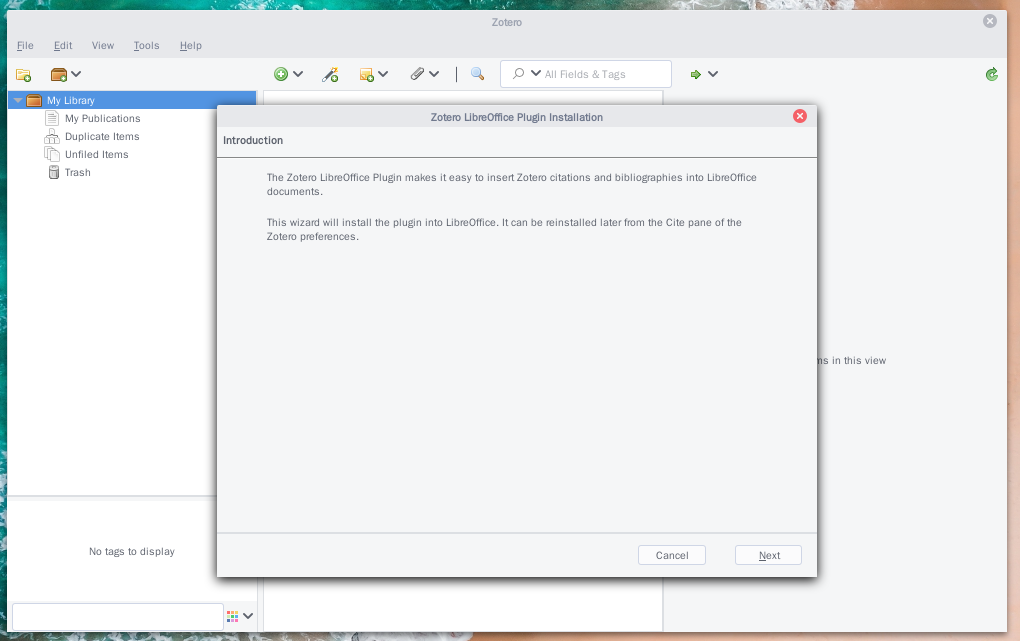 Zotero
File Edit View Tools Help
All Fields & Tags
My Library
My Publications
Duplicate Items
Unfiled Items
Trash
Zotero LibreOffice Plugin Installation
Introduction
The Zotero LibreOffice Plugin makes it easy to insert Zotero citations and bibliographies into LibreOffice
documents.
This wizard will install the plugin into LibreOffice. It can be reinstalled later from the Cite pane of the
Zotero preferences.
in this view
No tags to display
Cancel Next